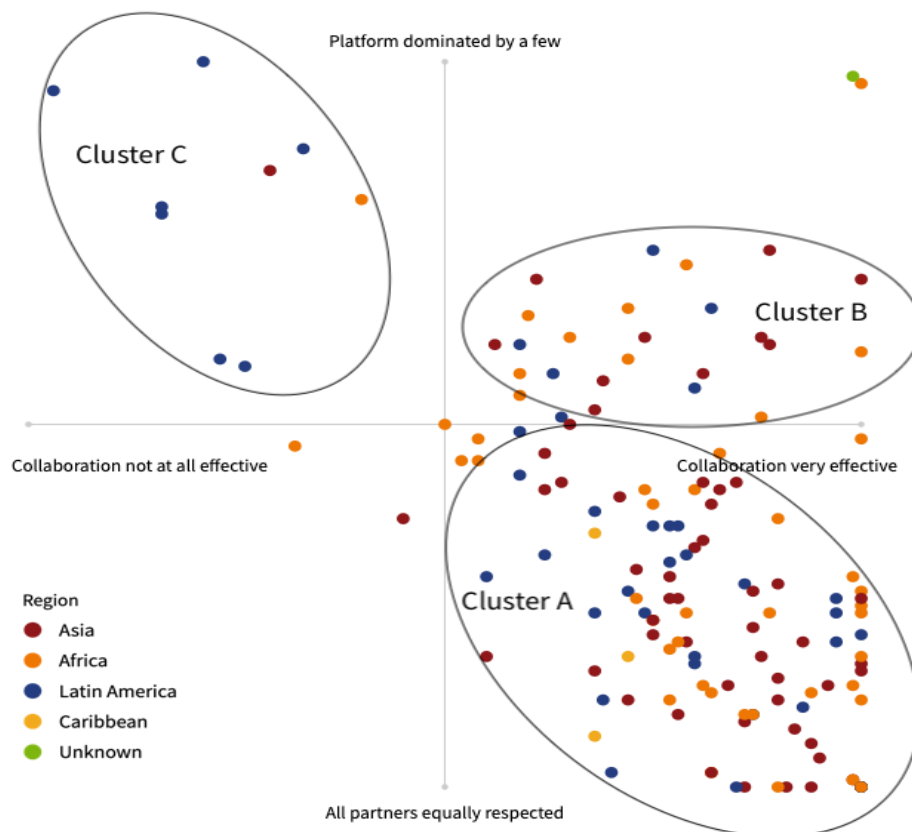 Platform dominated by a few
Cluster C
Cluster B
Collaboration not at all effective
Collaboration very effective
Cluster A
Region
Asia
Africa
Latin America
Caribbean
Unknown
All partners equally respected